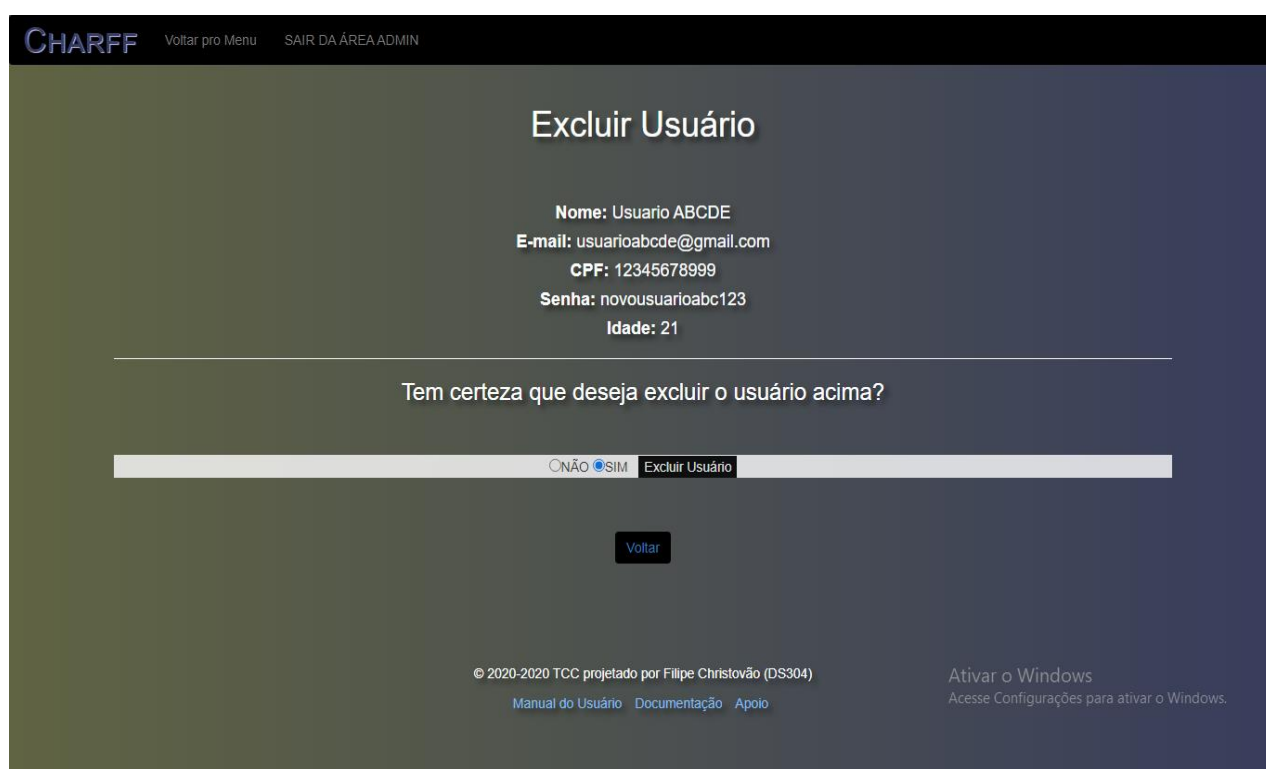 CHARFF Voltar pro Menu SAIR DA ÁREA ADMIN
Excluir Usuário
Nome: Usuario ABCDE
E-mail: usuarioabcde@gmail.com
CPF: 12345678999
Senha: novousuarioabc123
Idade: 21
Tem certeza que deseja excluir o usuário acima?
NÃO SIM Excluir Usuário
Voltar
© 2020-2020 TCC projetado por Filipe Christovão (DS304)
Manual do Usuário Documentação Apoio
Ativar o Windows
Acesse Configurações para ativar o Windows.